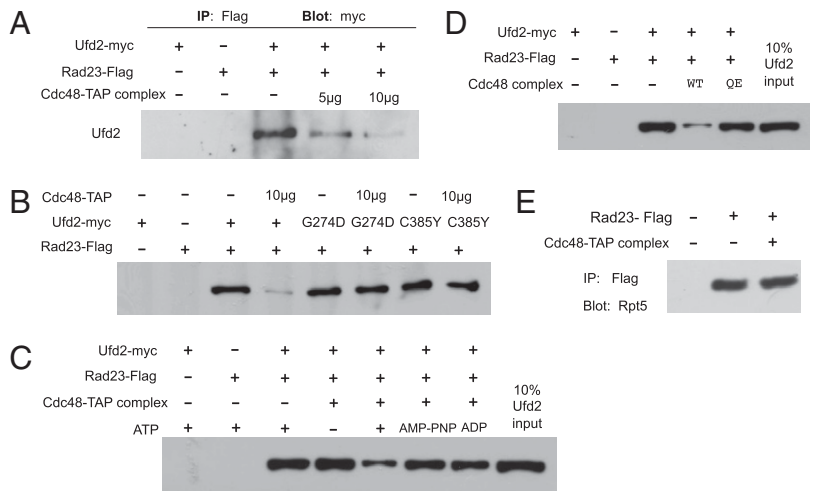 A
IP: Flag Blot: myc
Ufd2-myc + − + + +
Rad23-Flag − + + + +
Cdc48-TAP complex − − − 5µg 10µg
Ufd2
B
Cdc48-TAP − − − 10µg − 10µg − 10µg
Ufd2-myc + − + + G274D G274D C385Y C385Y
Rad23-Flag − + + + + + + +
C
Ufd2-myc + − + + + + +
Rad23-Flag − + + + + + +
Cdc48-TAP complex − − − + + + +
ATP + + + − + AMP-PNP ADP
10%
Ufd2
input
D
Ufd2-myc + − + + +
Rad23-Flag − + + + +
Cdc48 complex − − − WT QE
10%
Ufd2
input
E
Rad23- Flag − + +
Cdc48-TAP complex − − +
IP: Flag
Blot: Rpt5